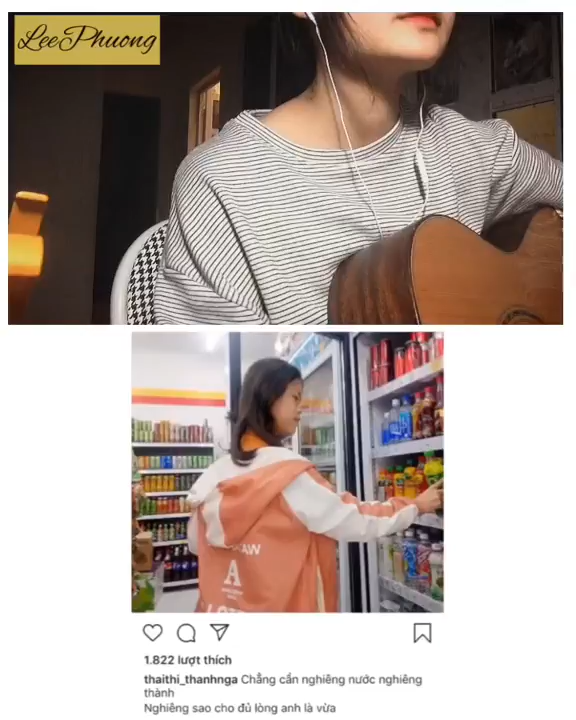 LeePhuong
A
1.822 lượt thích
thaithi_thanhnga Chẳng cần nghiêng nước nghiêng
thành
Nghiêng sao cho đủ lòng anh là vừa